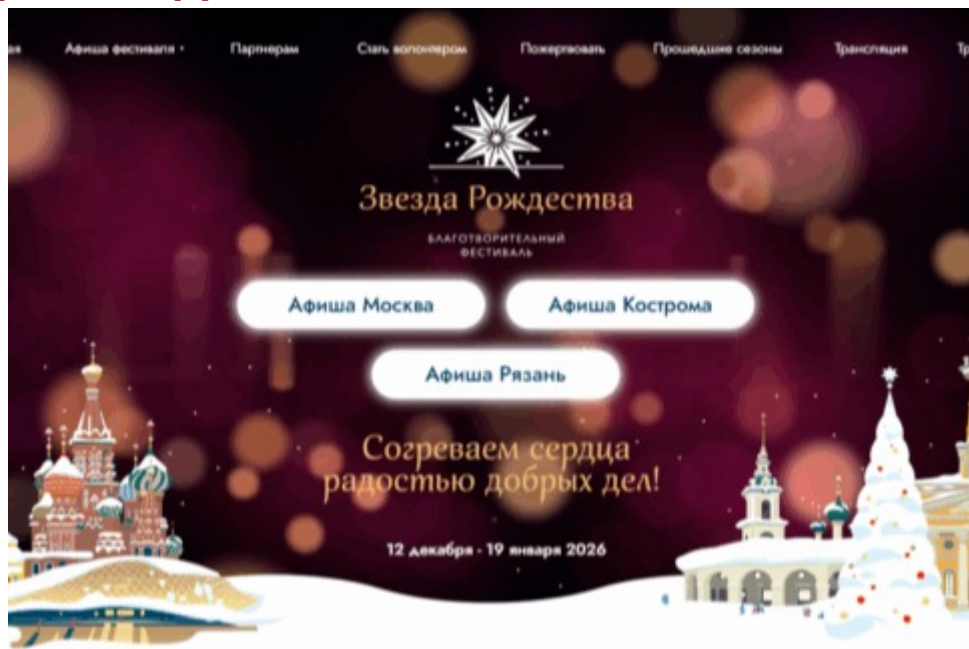 Афиша фестиваля
Партнерам
Стать волонтером
Пожертвовать
Прошедшие сезоны
Трансляция
Звезда Рождества
БЛАГОТВОРИТЕЛЬНЫЙ
ФЕСТИВАЛЬ
Афиша Москва
Афиша Кострома
Афиша Рязань
Согреваем сердца
радостью добрых дел!
12 декабря - 19 января 2026